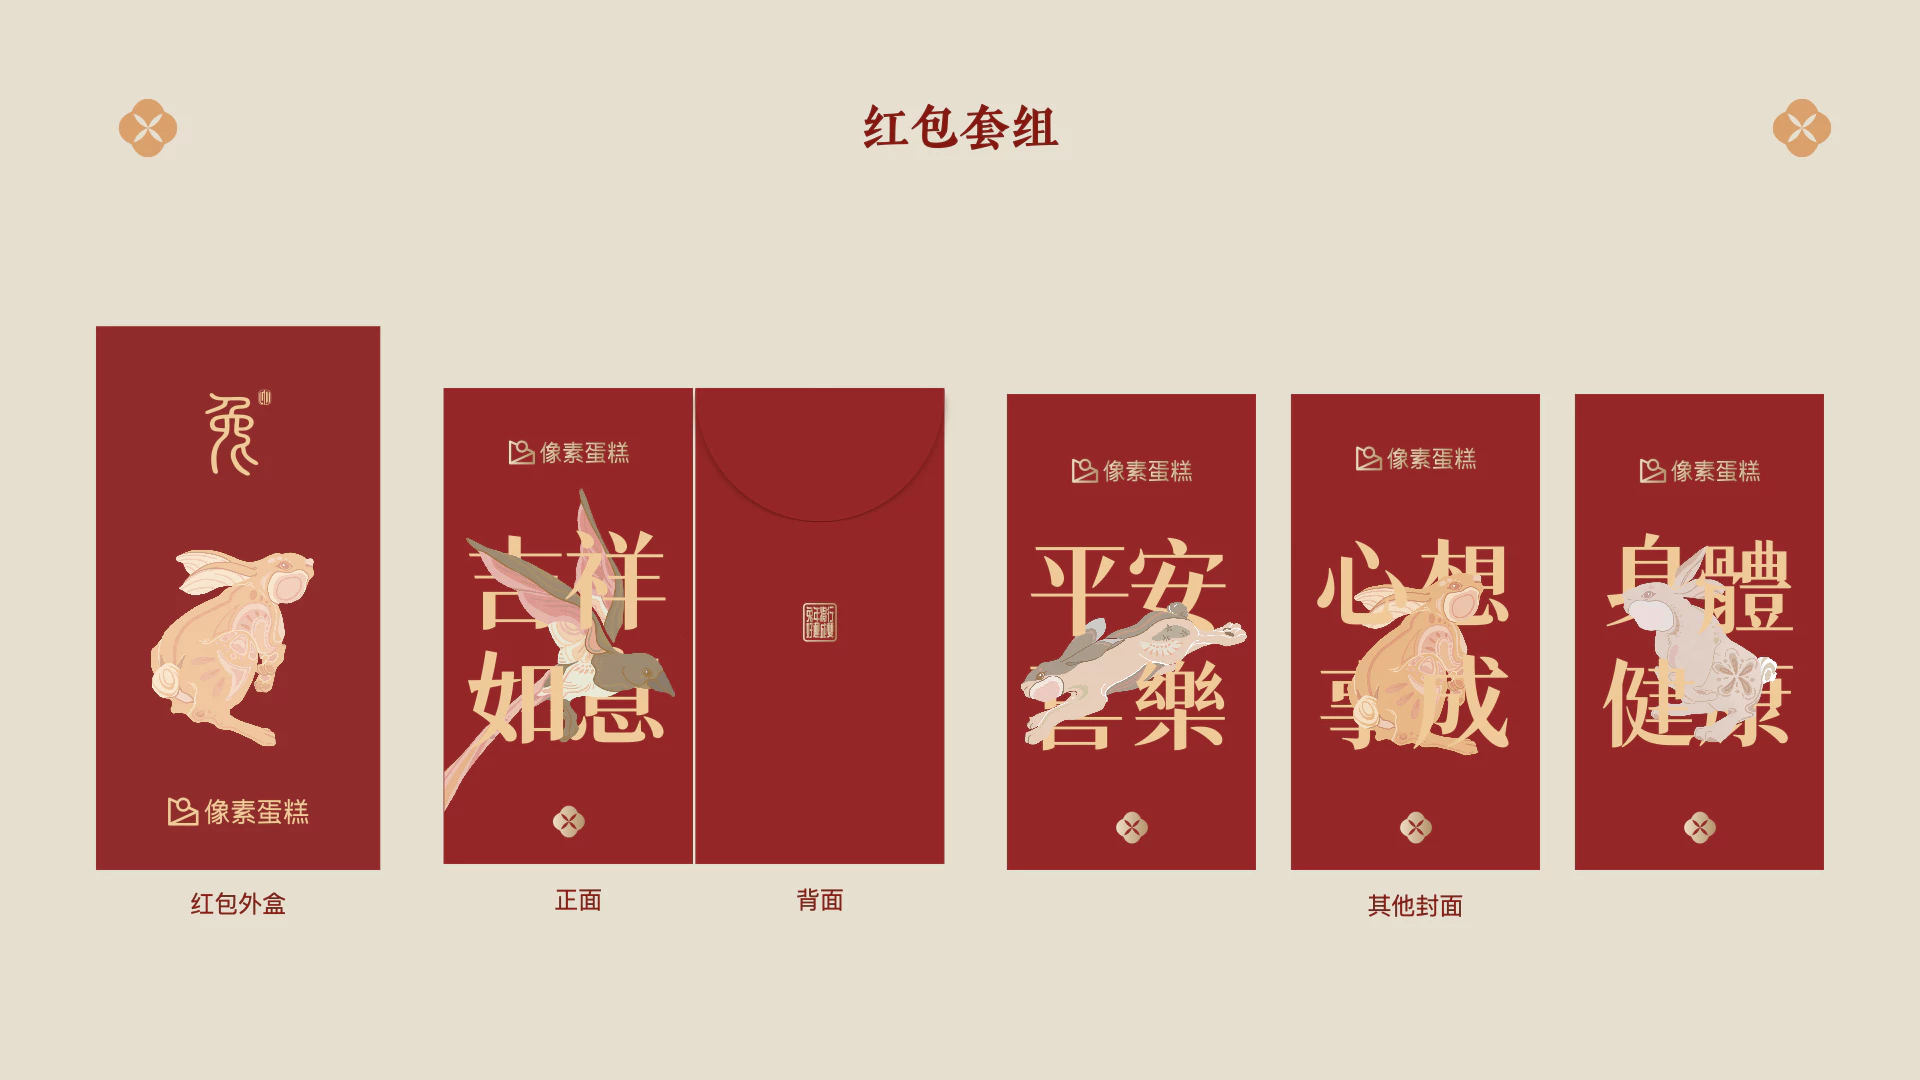 红包套组
兔
像素蛋糕
红包外盒
像素蛋糕
吉祥
如意
正面
背面
像素蛋糕
平安
喜樂
像素蛋糕
心想
事成
像素蛋糕
身體
健康
其他封面